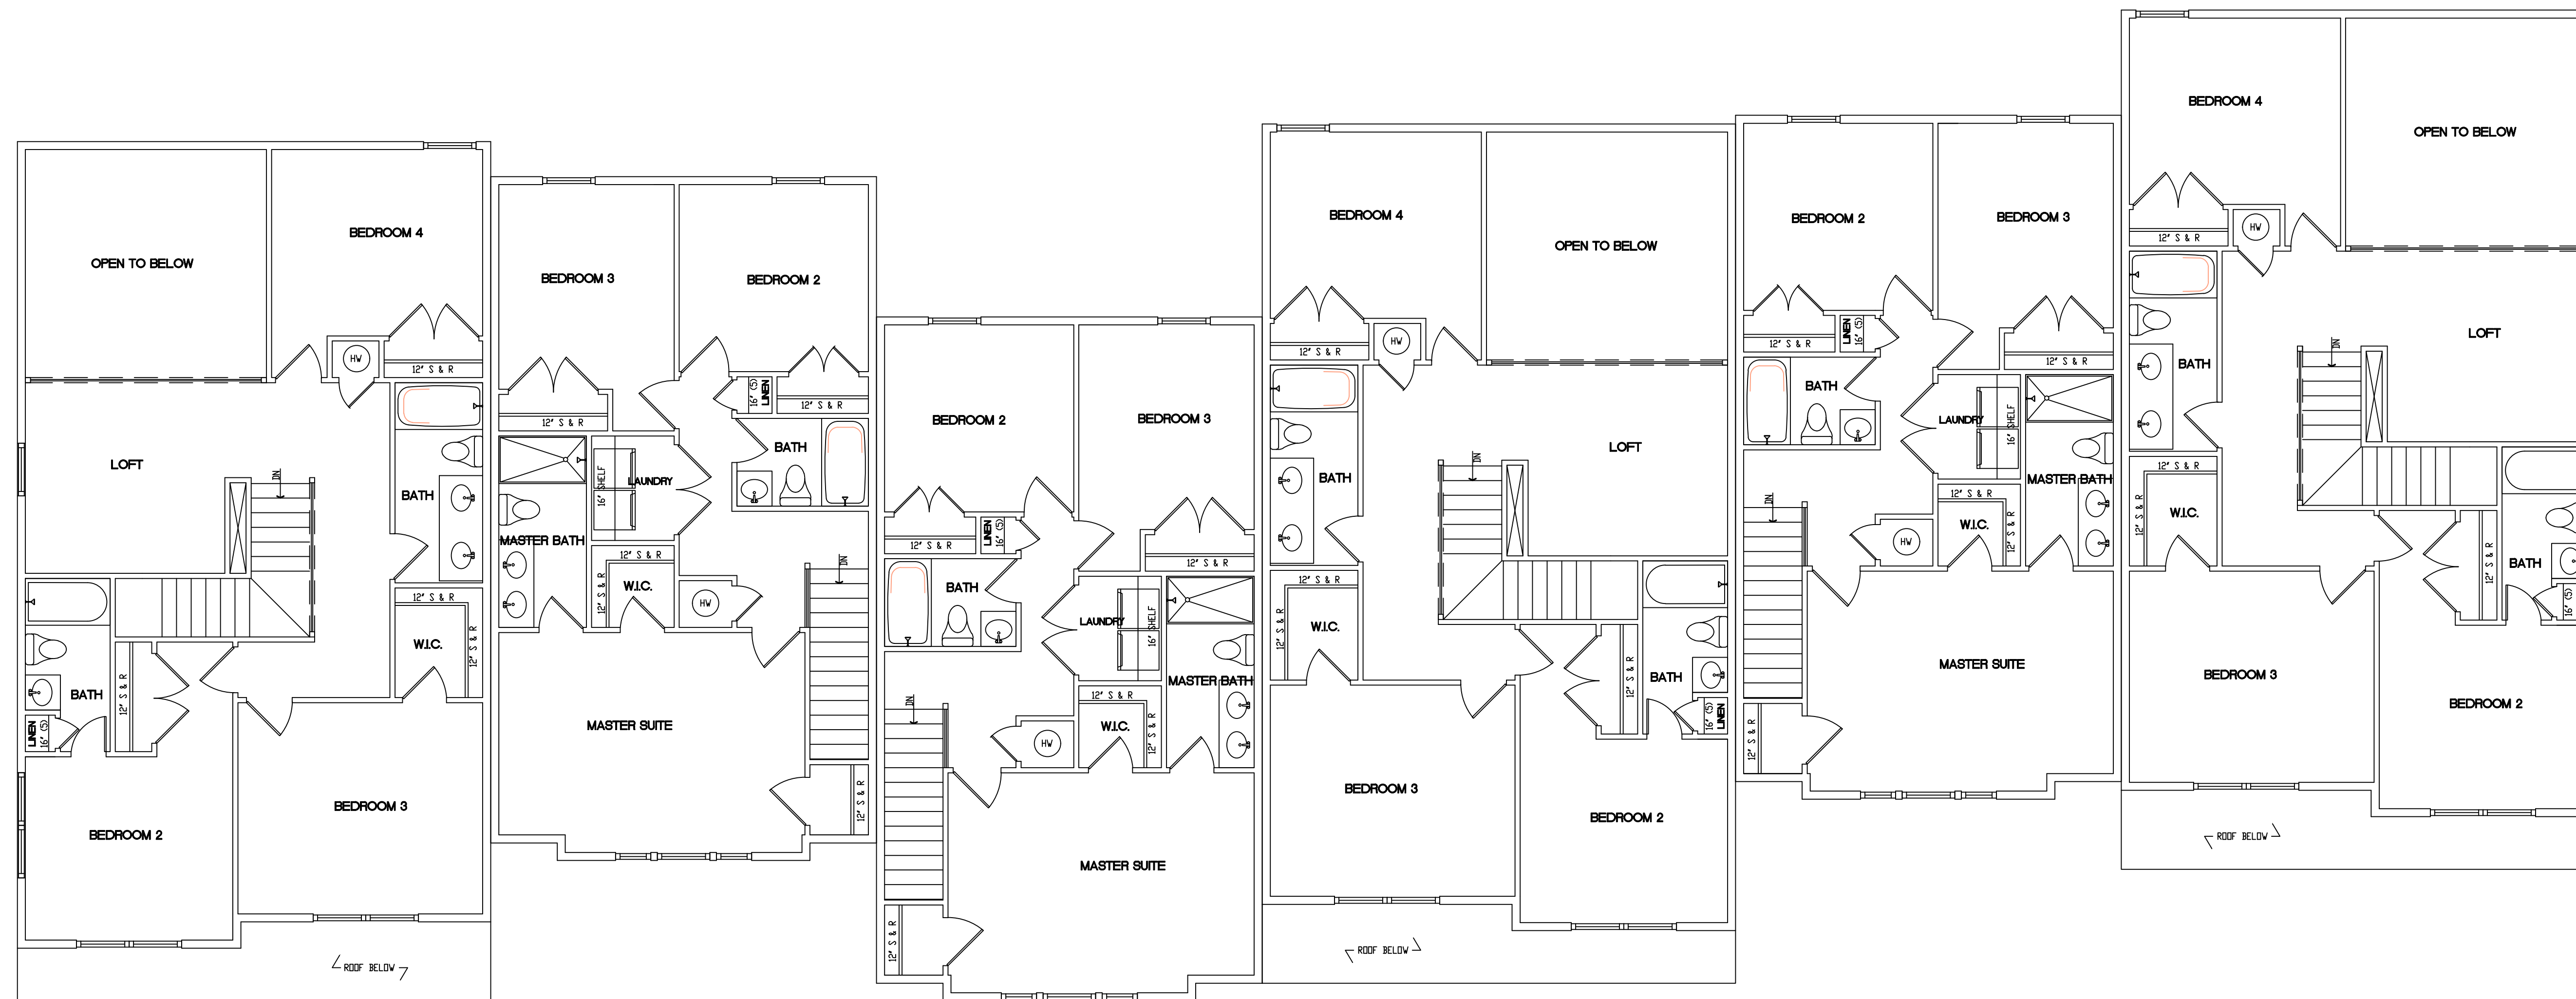 OPEN TO BELOW
BEDROOM 4
HW
12" S & R
LOFT
DN
BATH
12" S & R
W.I.C.
12" S & R
BATH
12" S & R
LINEN
16" (5)
BEDROOM 2
BEDROOM 3
ROOF BELOW
BEDROOM 3
BEDROOM 2
12" S & R
16" (5)
LINEN
12" S & R
BATH
16" SHELF
LAUNDRY
MASTER BATH
12" S & R
12" S & R
W.I.C.
HW
DN
MASTER SUITE
12" S & R
BEDROOM 2
BEDROOM 3
12" S & R
LINEN
16" (5)
12" S & R
BATH
LAUNDRY
16" SHELF
MASTER BATH
DN
12" S & R
W.I.C.
12" S & R
HW
MASTER SUITE
12" S & R
BEDROOM 4
OPEN TO BELOW
12" S & R
HW
LOFT
DN
BATH
12" S & R
12" S & R
W.I.C.
12" S & R
BATH
16" (5)
LINEN
BEDROOM 3
BEDROOM 2
ROOF BELOW
BEDROOM 2
BEDROOM 3
12" S & R
LINEN
16" (5)
12" S & R
BATH
LAUNDRY
16" SHELF
MASTER BATH
DN
12" S & R
W.I.C.
12" S & R
HW
MASTER SUITE
12" S & R
BEDROOM 4
OPEN TO BELOW
12" S & R
HW
LOFT
DN
BATH
12" S & R
12" S & R
W.I.C.
12" S & R
BATH
16" (5)
BEDROOM 3
BEDROOM 2
ROOF BELOW